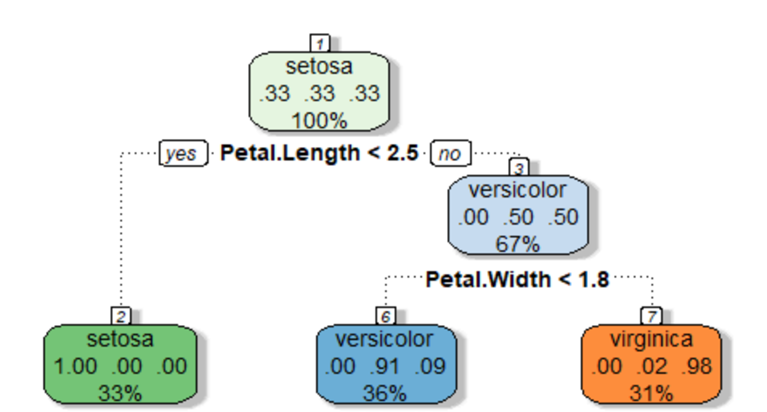 1
setosa
.33 .33 .33
100%
yes Petal.Length < 2.5 no
3
versicolor
.00 .50 .50
67%
Petal.Width < 1.8
2
setosa
1.00 .00 .00
33%
6
versicolor
.00 .91 .09
36%
7
virginica
.00 .02 .98
31%